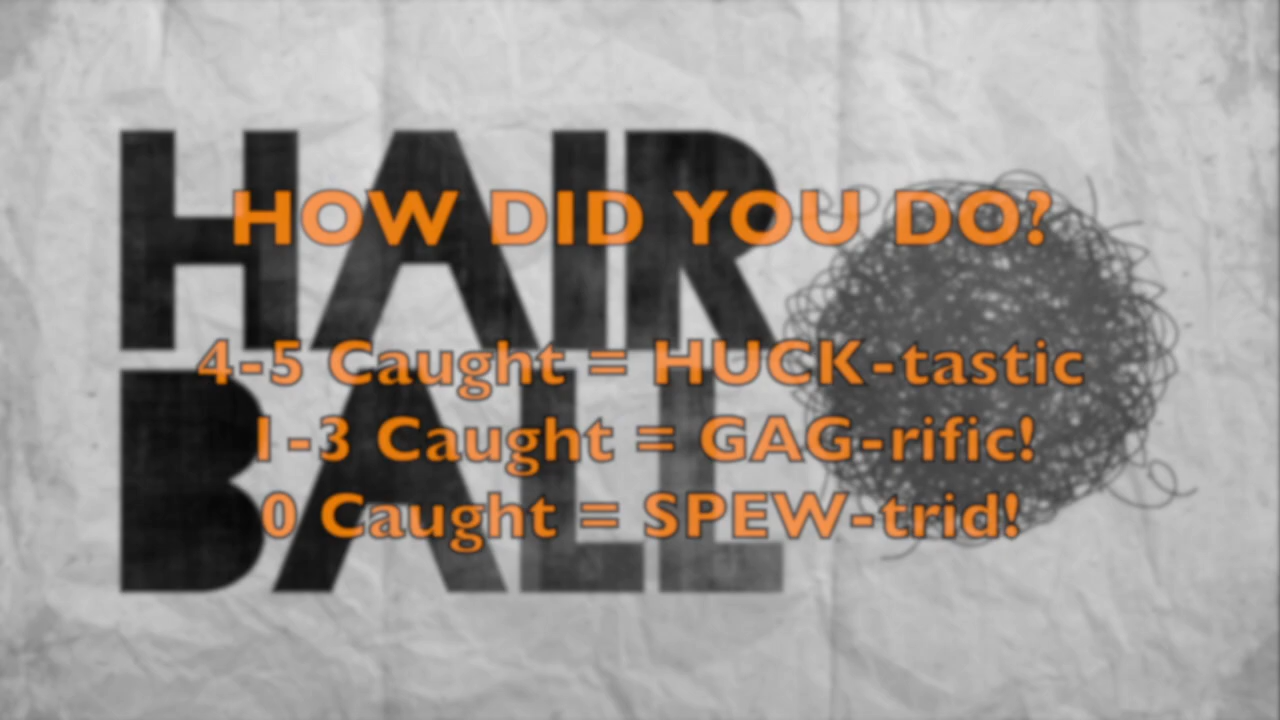 HAIR
BALL
HOW DID YOU DO?
4-5 Caught = HUCK-tastic
1-3 Caught = GAG-rific!
0 Caught = SPEW-trid!